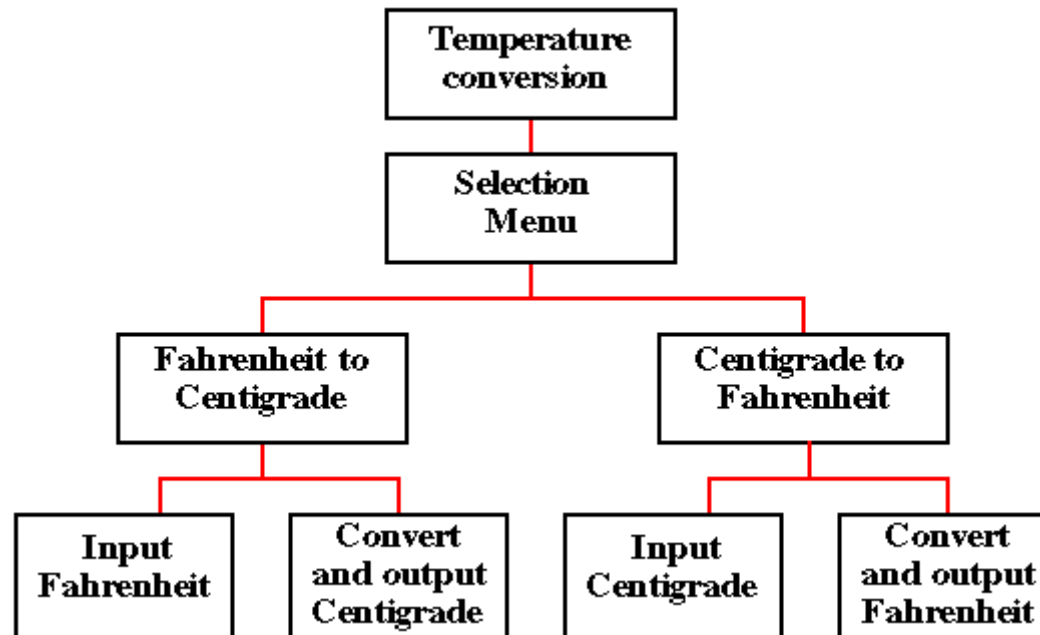 Temperature
conversion
Selection
Menu
Fahrenheit to
Centigrade
Centigrade to
Fahrenheit
Input
Fahrenheit
Convert
and output
Centigrade
Input
Centigrade
Convert
and output
Fahrenheit